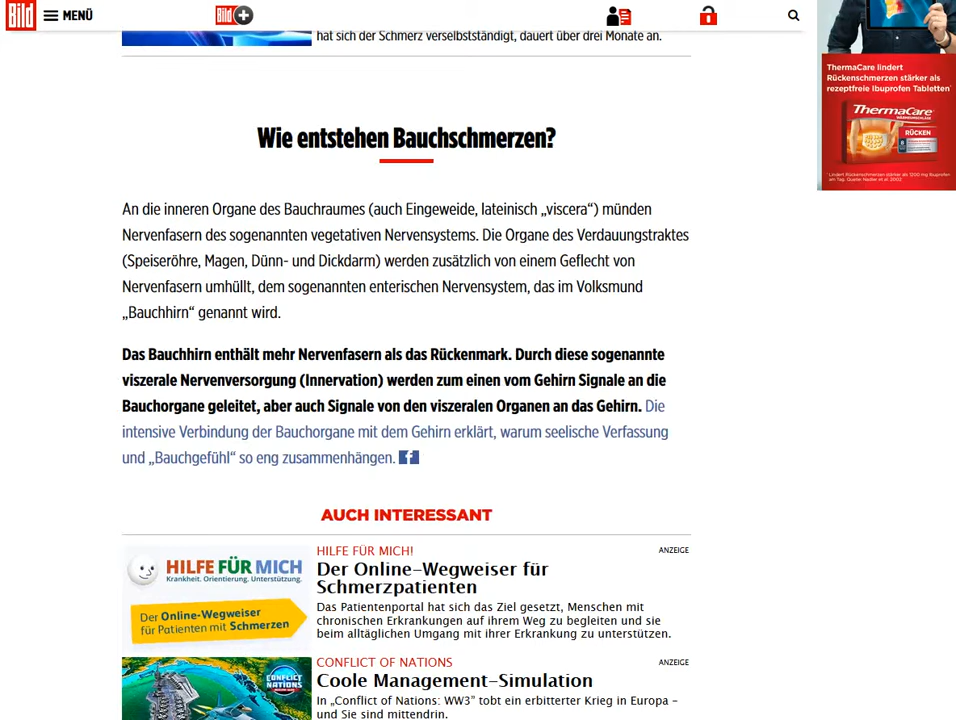 Bild
MENÜ
Bild +
hat sich der Schmerz verselbstständigt, dauert über drei Monate an.
ThermaCare lindert
Rückenschmerzen stärker als
rezeptfreie Ibuprofen Tabletten*
ThermaCare®
WÄRMEUMSCHLÄGE
RÜCKEN
* Lindert Rückenschmerzen stärker als 1200 mg Ibuprofen
am Tag, Quelle: Nadler et al. 2002
Wie entstehen Bauchschmerzen?
An die inneren Organe des Bauchraumes (auch Eingeweide, lateinisch „viscera“) münden
Nervenfasern des sogenannten vegetativen Nervensystems. Die Organe des Verdauungstraktes
(Speiseröhre, Magen, Dünn- und Dickdarm) werden zusätzlich von einem Geflecht von
Nervenfasern umhüllt, dem sogenannten enterischen Nervensystem, das im Volksmund
„Bauchhirn“ genannt wird.
Das Bauchhirn enthält mehr Nervenfasern als das Rückenmark. Durch diese sogenannte
viszerale Nervenversorgung (Innervation) werden zum einen vom Gehirn Signale an die
Bauchorgane geleitet, aber auch Signale von den viszeralen Organen an das Gehirn. Die
intensive Verbindung der Bauchorgane mit dem Gehirn erklärt, warum seelische Verfassung
und „Bauchgefühl“ so eng zusammenhängen.
AUCH INTERESSANT
HILFE FÜR MICH
Krankheit. Orientierung. Unterstützung.
Der Online-Wegweiser
für Patienten mit Schmerzen
HILFE FÜR MICH!
ANZEIGE
Der Online-Wegweiser für
Schmerzpatienten
Das Patientenportal hat sich das Ziel gesetzt, Menschen mit
chronischen Erkrankungen auf ihrem Weg zu begleiten und sie
beim alltäglichen Umgang mit ihrer Erkrankung zu unterstützen.
CONFLICT
NATIONS
CONFLICT OF NATIONS
ANZEIGE
Coole Management-Simulation
In „Conflict of Nations: WW3” tobt ein erbitterter Krieg in Europa –
und Sie sind mittendrin.